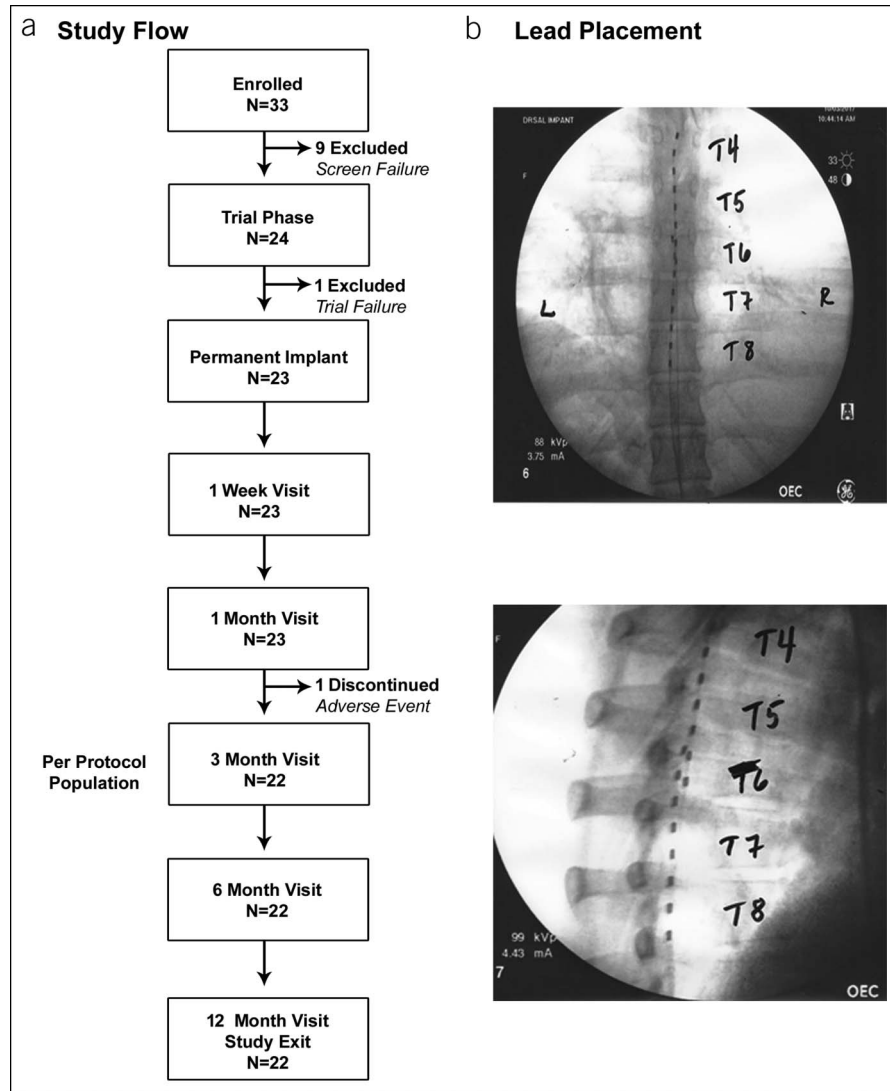 a Study Flow
Enrolled
N=33
9 Excluded
Screen Failure
Trial Phase
N=24
1 Excluded
Trial Failure
Permanent Implant
N=23
1 Week Visit
N=23
1 Month Visit
N=23
1 Discontinued
Adverse Event
Per Protocol
Population
3 Month Visit
N=22
6 Month Visit
N=22
12 Month Visit
Study Exit
N=22
b Lead Placement
10:44:14 AM
F
33
48
T4
T5
T6
T7
T8
L
R
88 kVp
3.75 mA
6
OEC
F
T4
T5
T6
T7
T8
99 kVp
4.43 mA
7
OEC